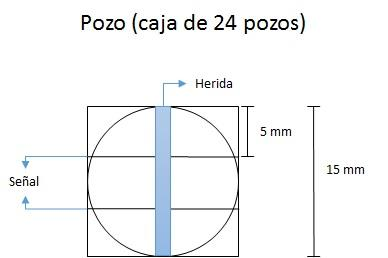 Pozo (caja de 24 pozos)
Herida
5 mm
15 mm
Señal